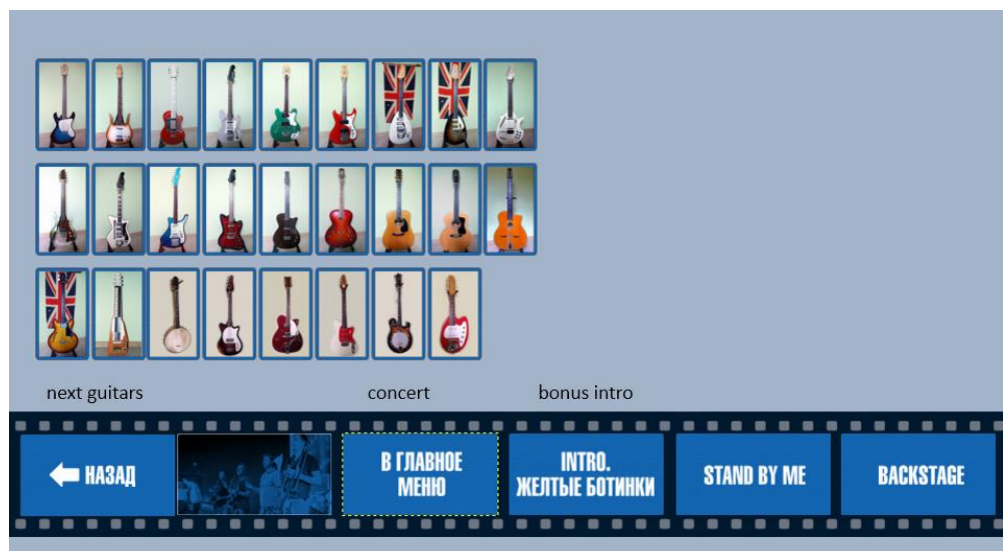 next guitars
concert
bonus intro
НАЗАД
В ГЛАВНОЕ
МЕНЮ
INTRO.
ЖЕЛТЫЕ БОТИНКИ
STAND BY ME
BACKSTAGE